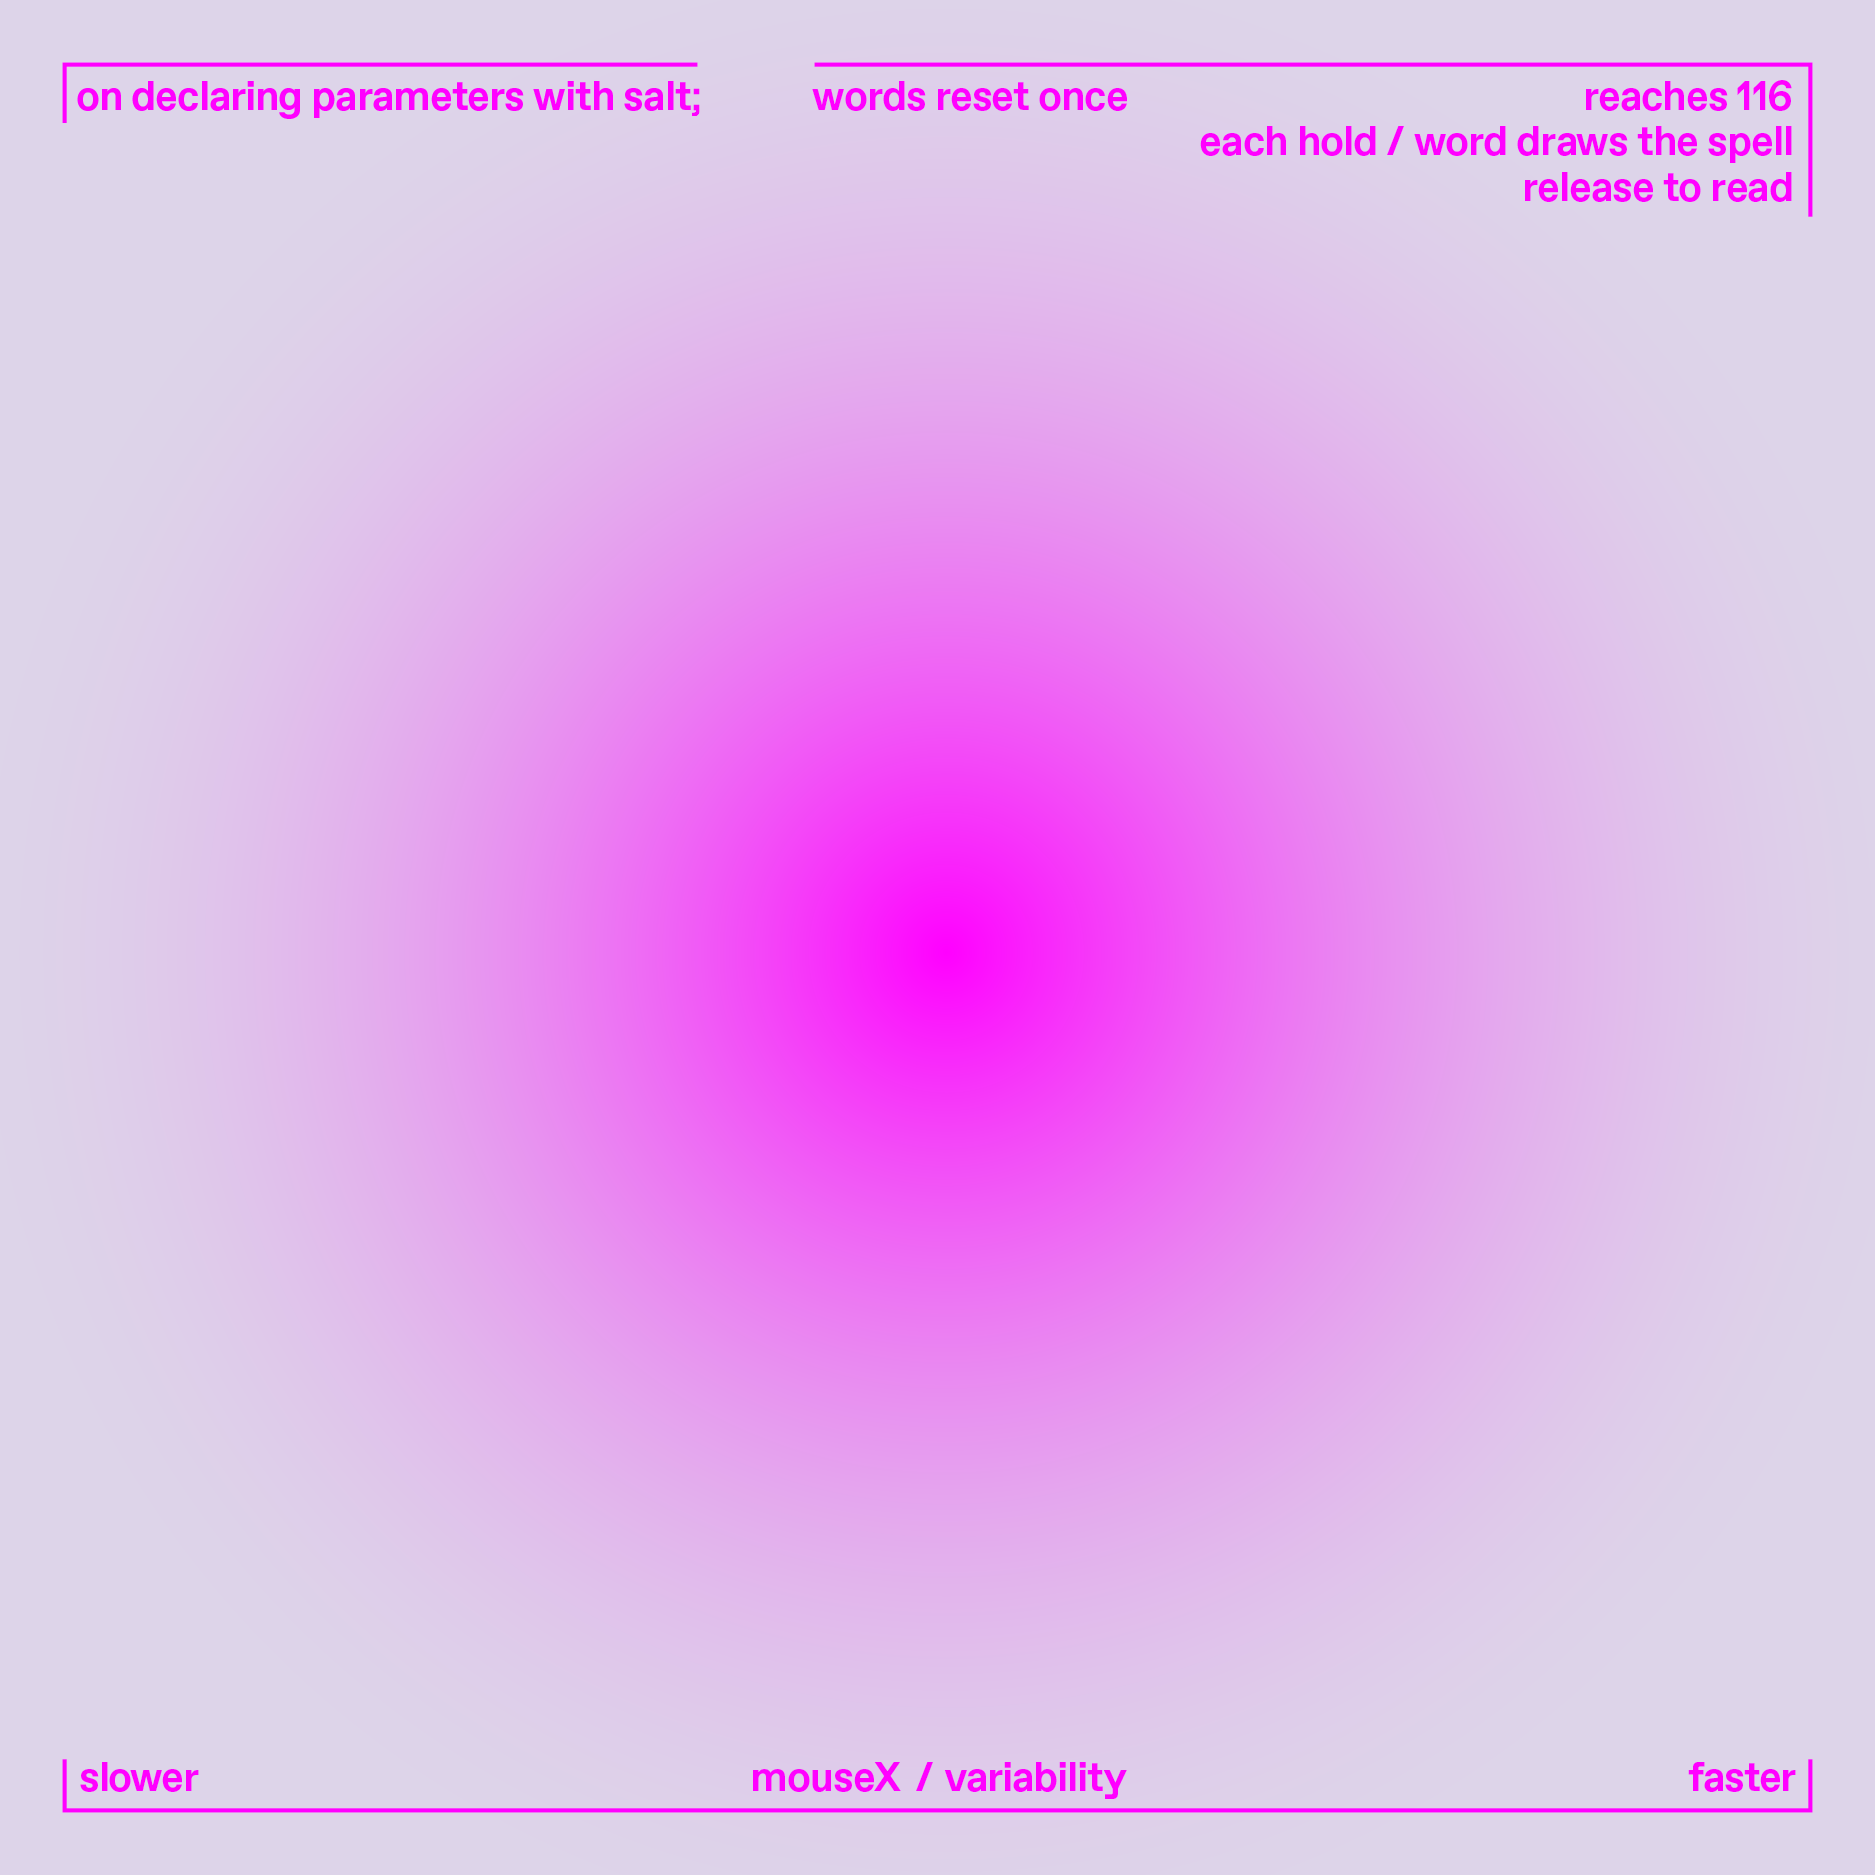 on declaring parameters with salt;
words reset once
reaches 116
each hold / word draws the spell
release to read
slower
mouseX / variability
faster